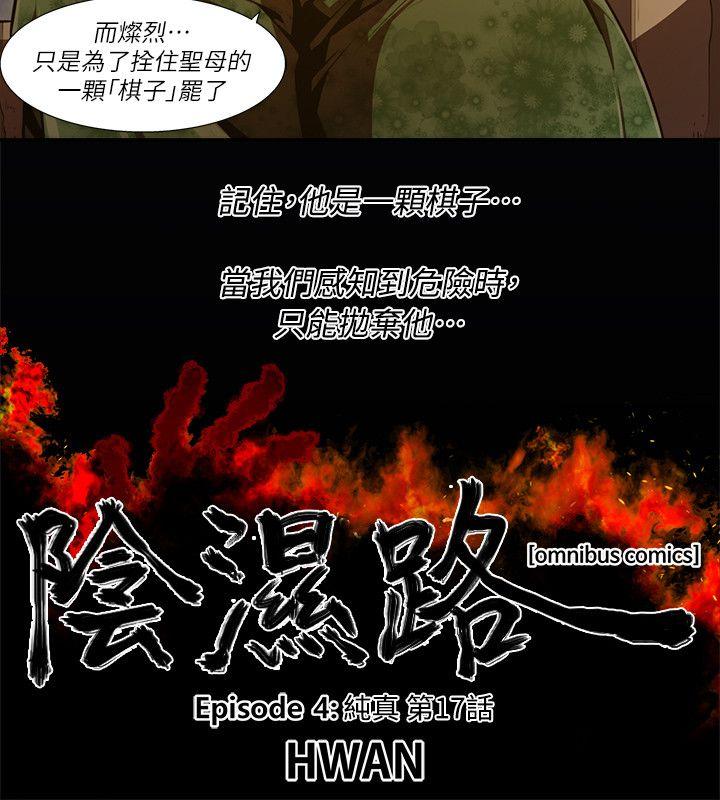 而燦烈…
只是為了拴住聖母的
一顆「棋子」罷了
記住，他是一顆棋子…
當我們感知到危險時，
只能拋棄他…
陰濕路
[omnibus comics]
Episode 4: 純真 第17話
HWAN